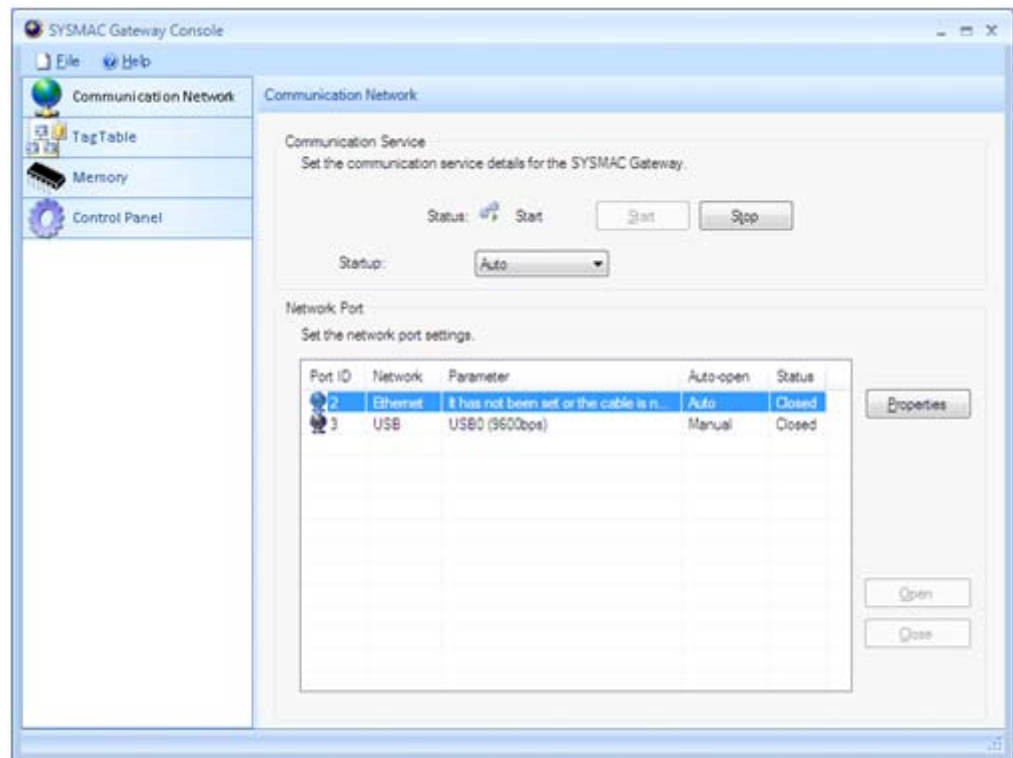 SYSMAC Gateway Console
File Help
Communication Network
TagTable
Memory
Control Panel
Communication Network
Communication Service
Set the communication service details for the SYSMAC Gateway.
Status: Start Start Stop
Startup: Auto
Network Port
Set the network port settings.
Port ID Network Parameter Auto-open Status
2 Ethernet It has not been set or the cable is n... Auto Closed
3 USB USB0 (9600bps) Manual Closed
Properties
Open
Close